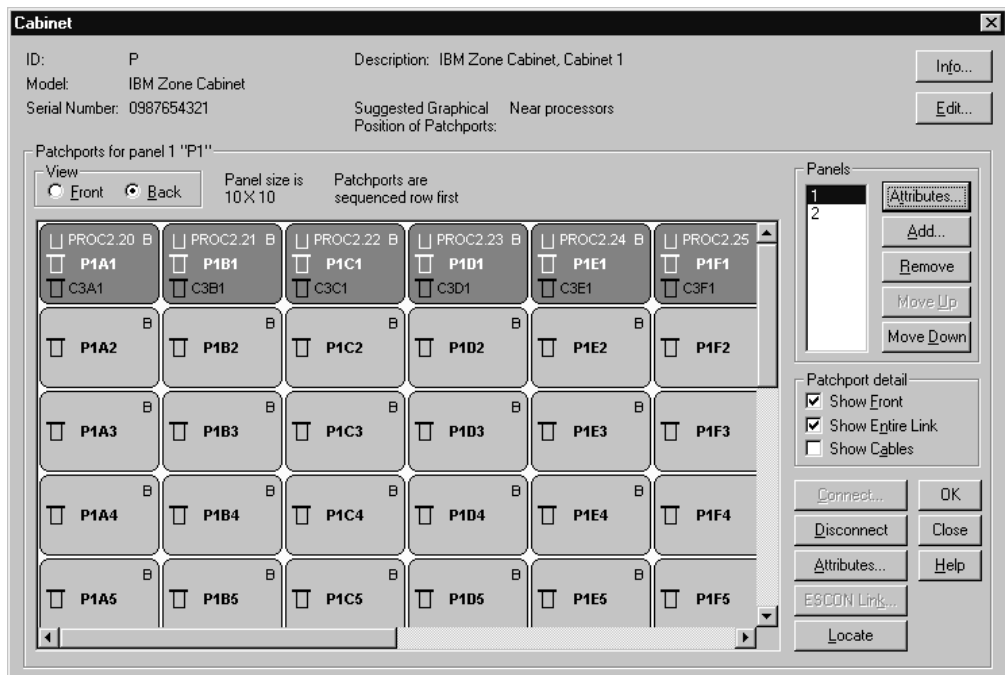 Cabinet
ID: P
Description: IBM Zone Cabinet, Cabinet 1
Info...
Model: IBM Zone Cabinet
Serial Number: 0987654321
Suggested Graphical Position of Patchports: Near processors
Edit...
Patchports for panel 1 "P1"
View
Front Back
Panel size is 10 X 10
Patchports are sequenced row first
PROC2.20 B PROC2.21 B PROC2.22 B PROC2.23 B PROC2.24 B PROC2.25
P1A1 P1B1 P1C1 P1D1 P1E1 P1F1
C3A1 C3B1 C3C1 C3D1 C3E1 C3F1
B B B B B
P1A2 P1B2 P1C2 P1D2 P1E2 P1F2
B B B B B
P1A3 P1B3 P1C3 P1D3 P1E3 P1F3
B B B B B
P1A4 P1B4 P1C4 P1D4 P1E4 P1F4
B B B B B
P1A5 P1B5 P1C5 P1D5 P1E5 P1F5
Panels
1
2
Attributes...
Add...
Remove
Move Up
Move Down
Patchport detail
Show Front
Show Entire Link
Show Cables
Connect... OK
Disconnect Close
Attributes... Help
ESCON Link...
Locate